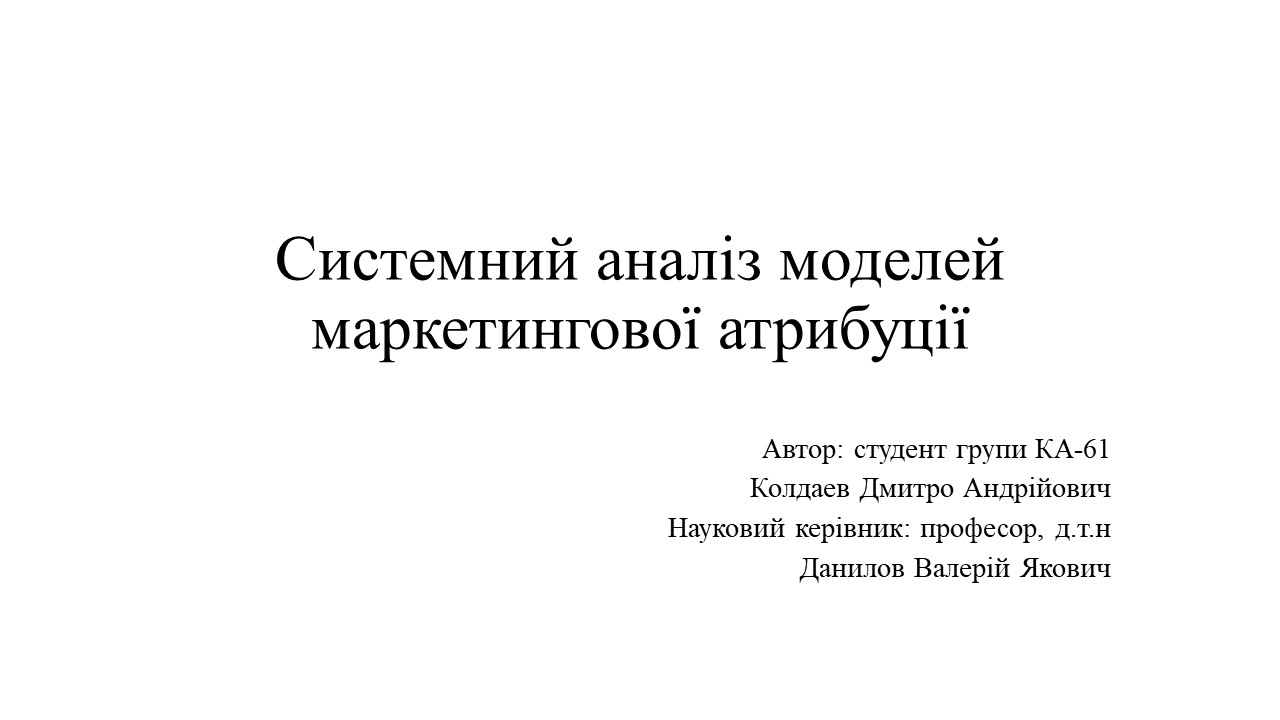 Системний аналіз моделей
маркетингової атрибуції
Автор: студент групи КА-61
Колдаев Дмитро Андрійович
Науковий керівник: професор, д.т.н
Данилов Валерій Якович